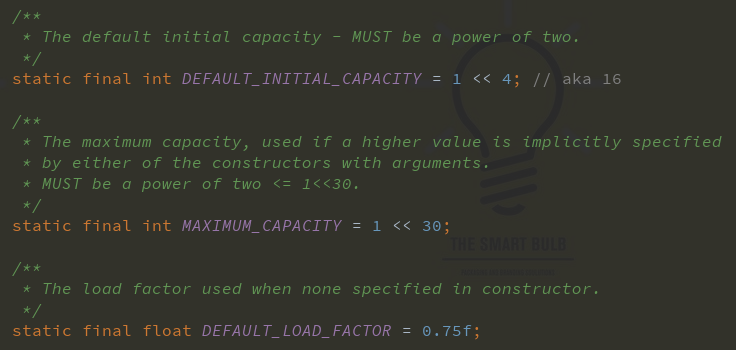 /**
 * The default initial capacity - MUST be a power of two.
 */
static final int DEFAULT_INITIAL_CAPACITY = 1 << 4; // aka 16
/**
 * The maximum capacity, used if a higher value is implicitly specified
 * by either of the constructors with arguments.
 * MUST be a power of two <= 1<<30.
 */
static final int MAXIMUM_CAPACITY = 1 << 30;
THE SMART BULB
/**
 * The load factor used when none specified in constructor.
 */
static final float DEFAULT_LOAD_FACTOR = 0.75f;